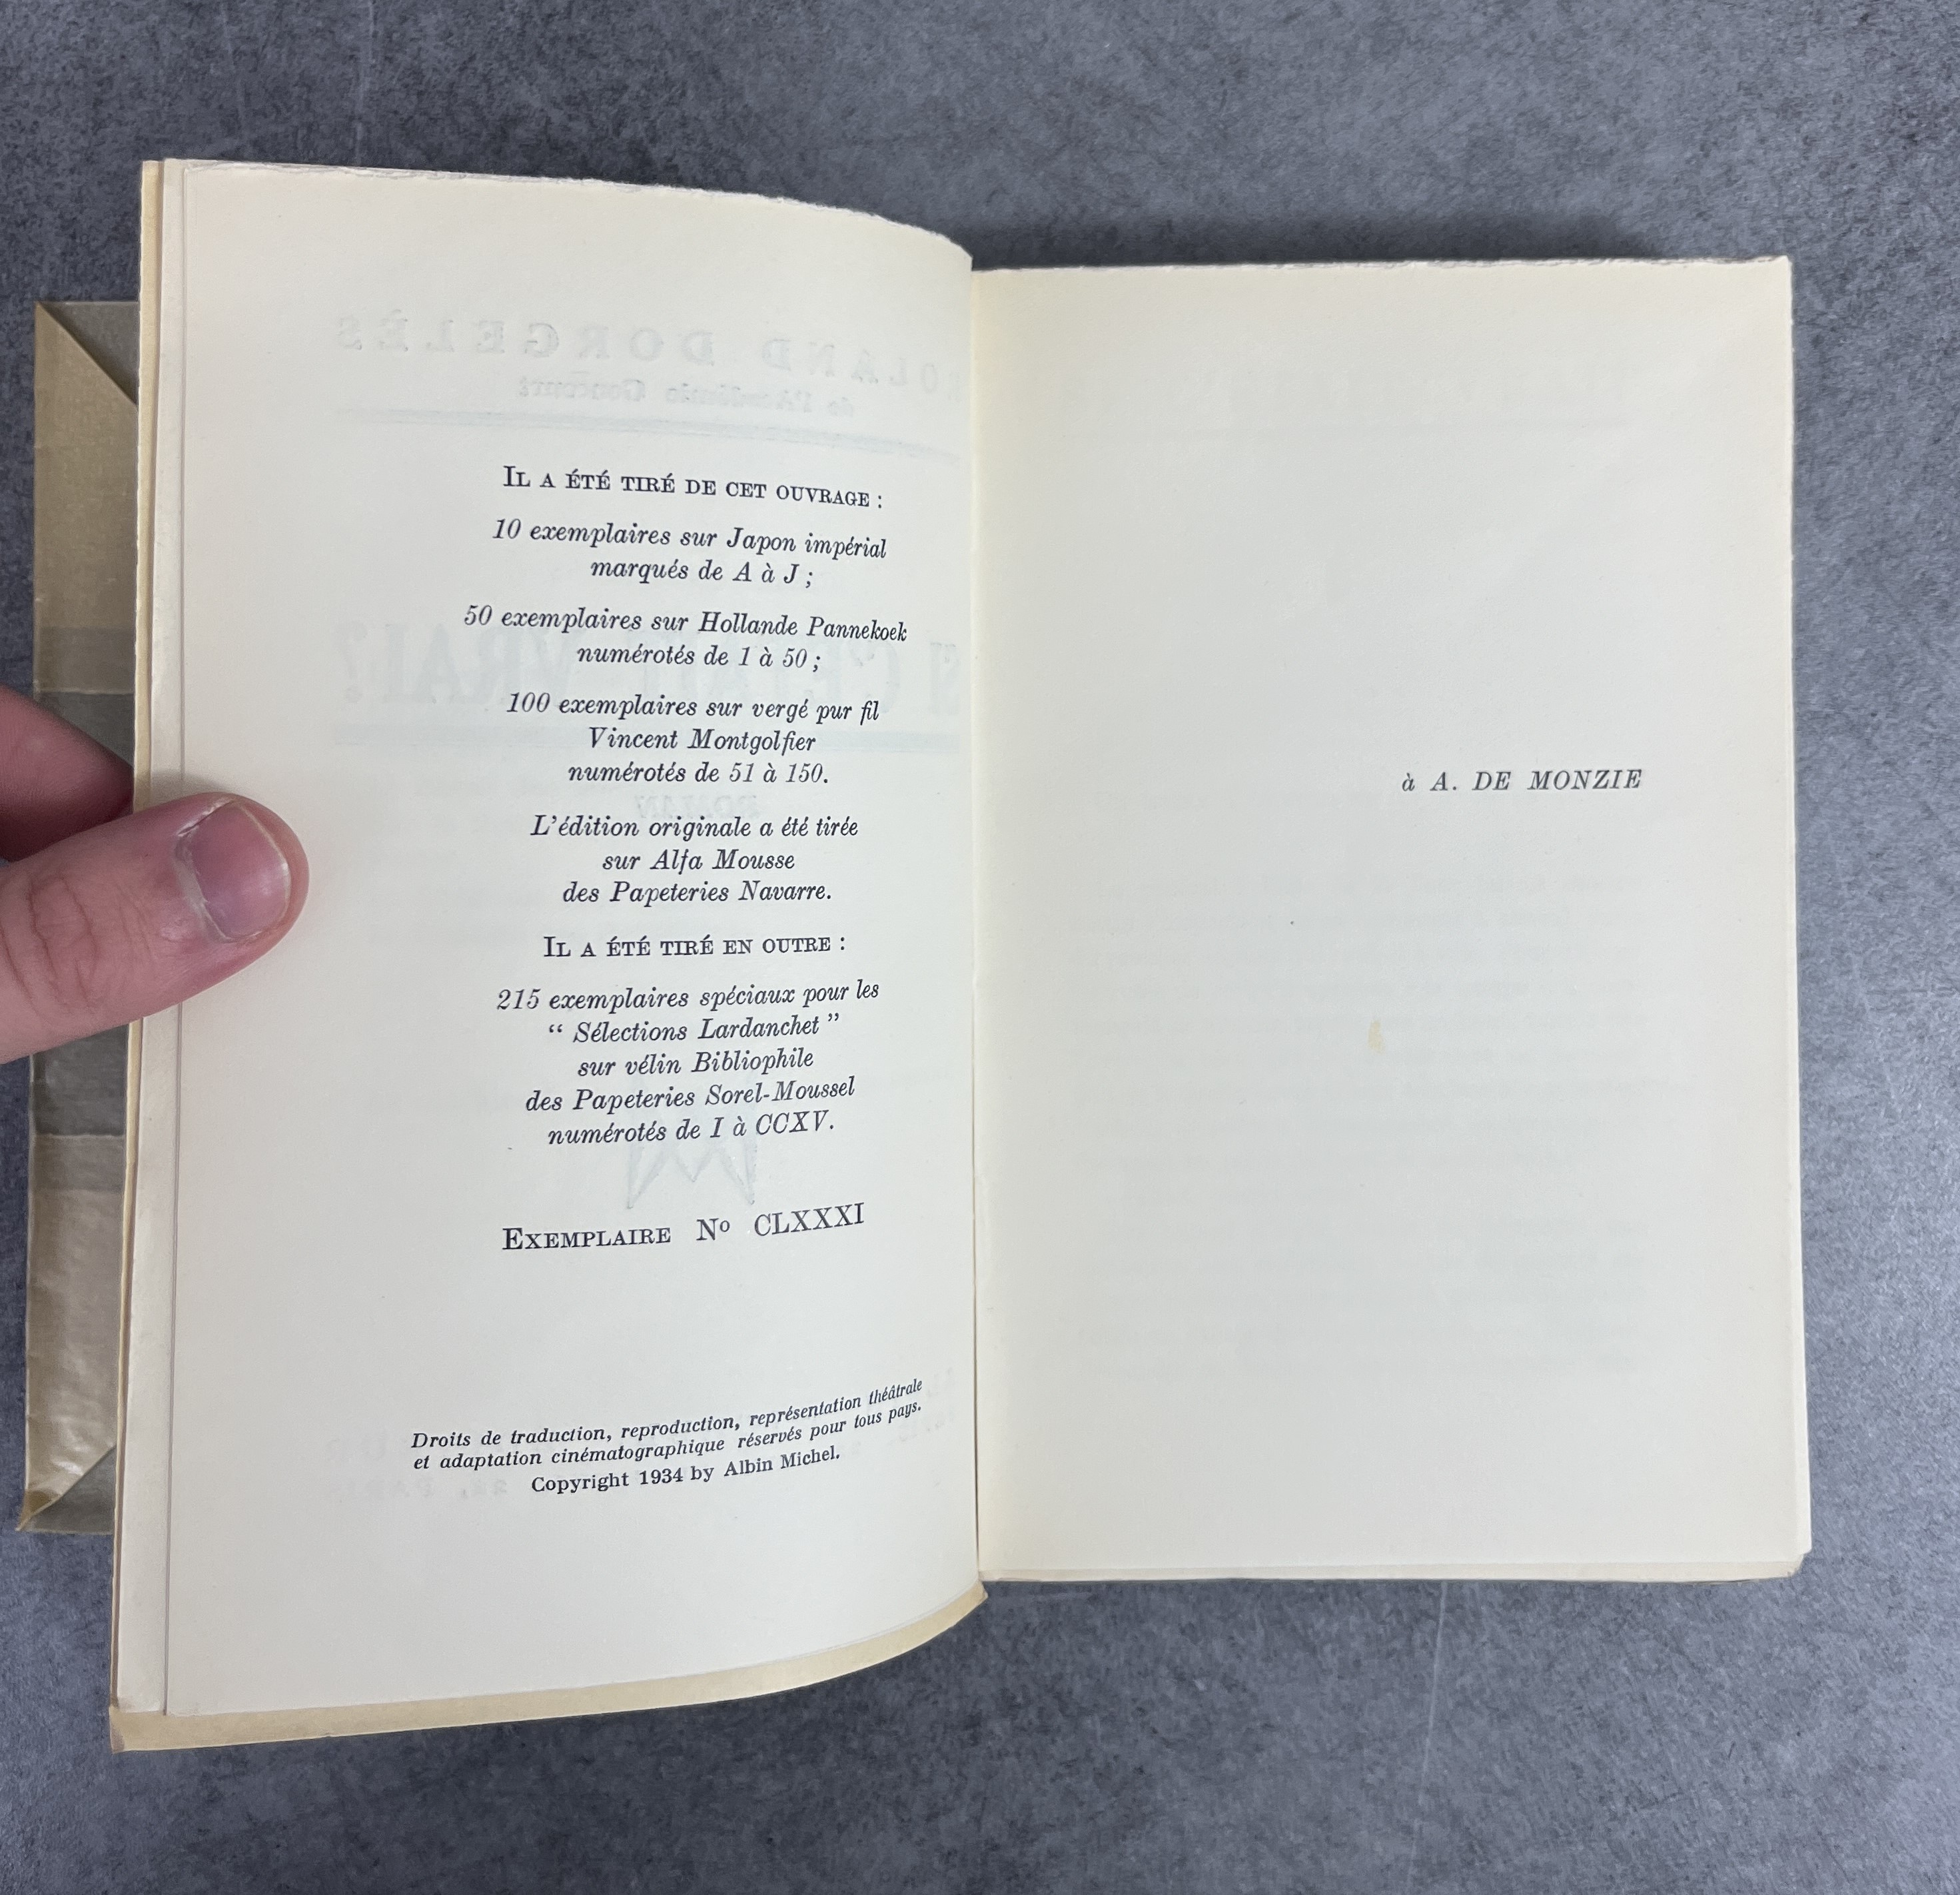 IL A ÉTÉ TIRÉ DE CET OUVRAGE :
10 exemplaires sur Japon impérial
marqués de A à J ;
50 exemplaires sur Hollande Pannekoek
numérotés de 1 à 50 ;
100 exemplaires sur vergé pur fil
Vincent Montgolfier
numérotés de 51 à 150.
L'édition originale a été tirée
sur Alfa Mousse
des Papeteries Navarre.
IL A ÉTÉ TIRÉ EN OUTRE :
215 exemplaires spéciaux pour les
“ Sélections Lardanchet ”
sur vélin Bibliophile
des Papeteries Sorel-Moussel
numérotés de I à CCXV.
EXEMPLAIRE Nº CLXXXI
Droits de traduction, reproduction, représentation théâtrale
et adaptation cinématographique réservés pour tous pays.
Copyright 1934 by Albin Michel.
à A. DE MONZIE